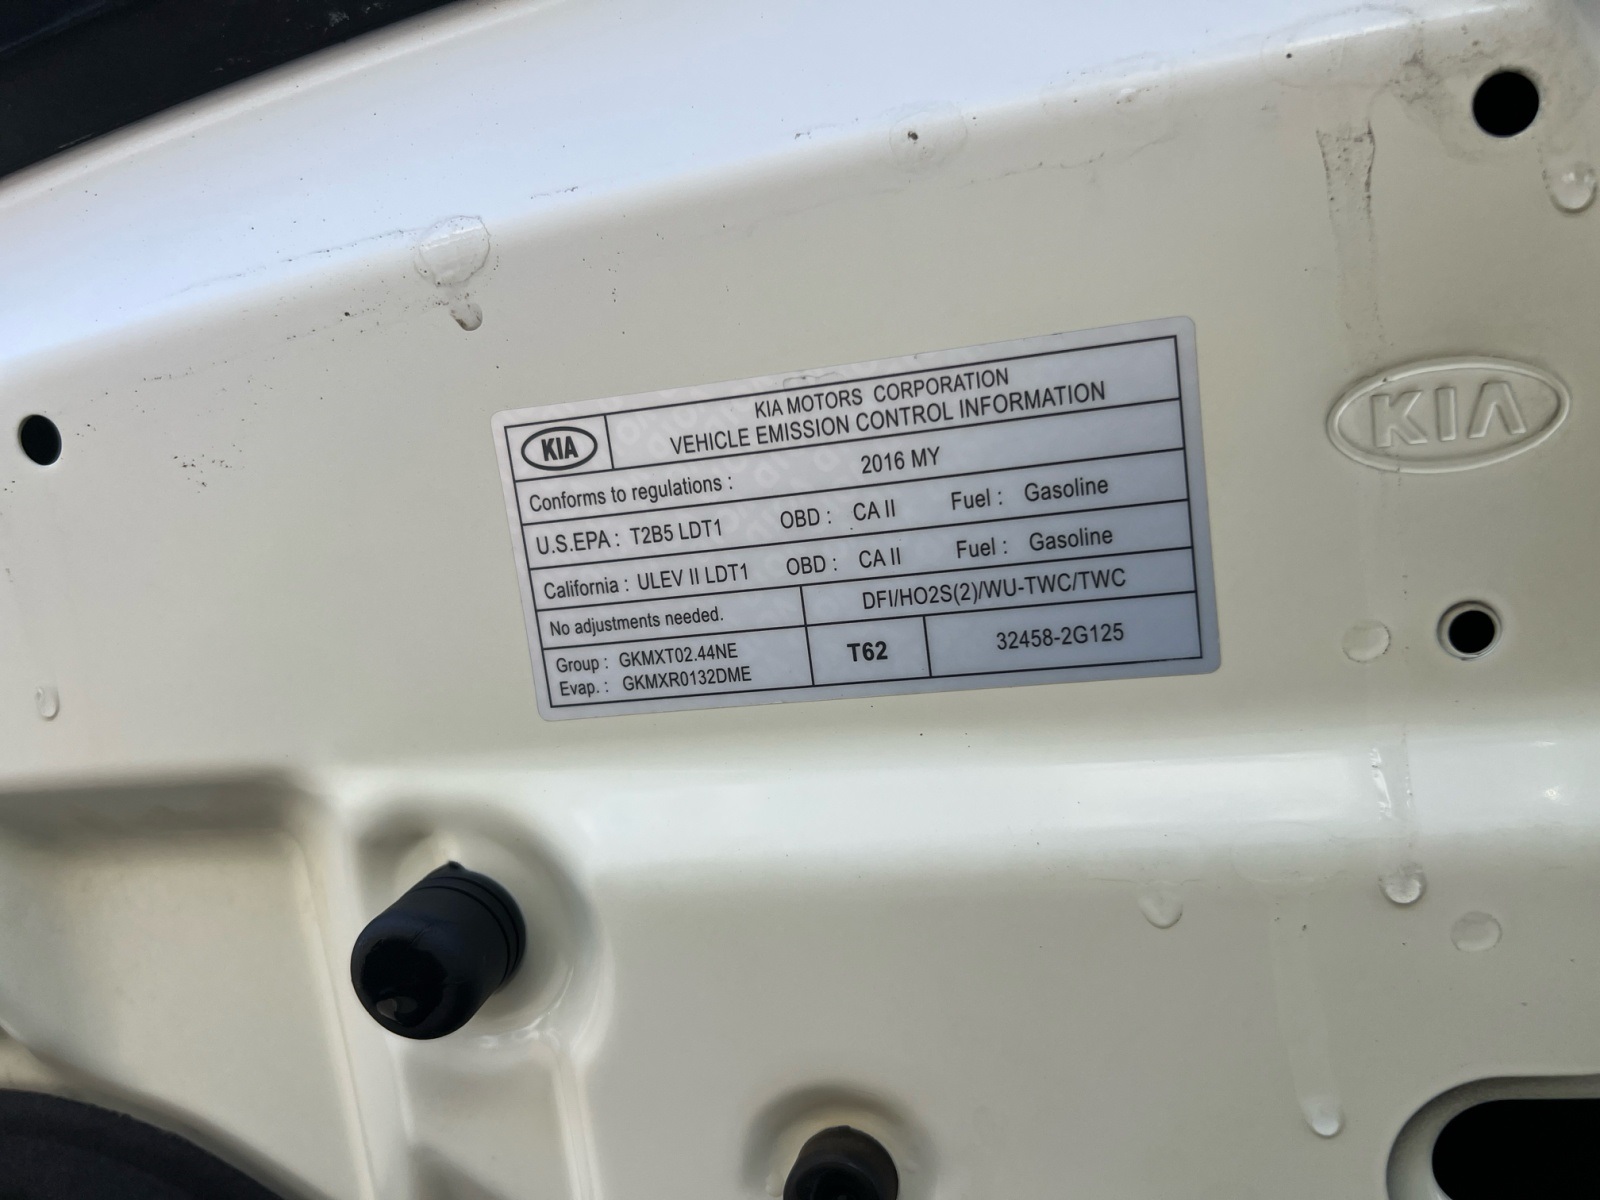 KIA
KIA MOTORS CORPORATION
VEHICLE EMISSION CONTROL INFORMATION
Conforms to regulations : 2016 MY
U.S.EPA : T2B5 LDT1 OBD : CA II Fuel : Gasoline
California : ULEV II LDT1 OBD : CA II Fuel : Gasoline
No adjustments needed. DFI/HO2S(2)/WU-TWC/TWC
Group : GKMXT02.44NE
Evap. : GKMXR0132DME
T62
32458-2G125
KIA